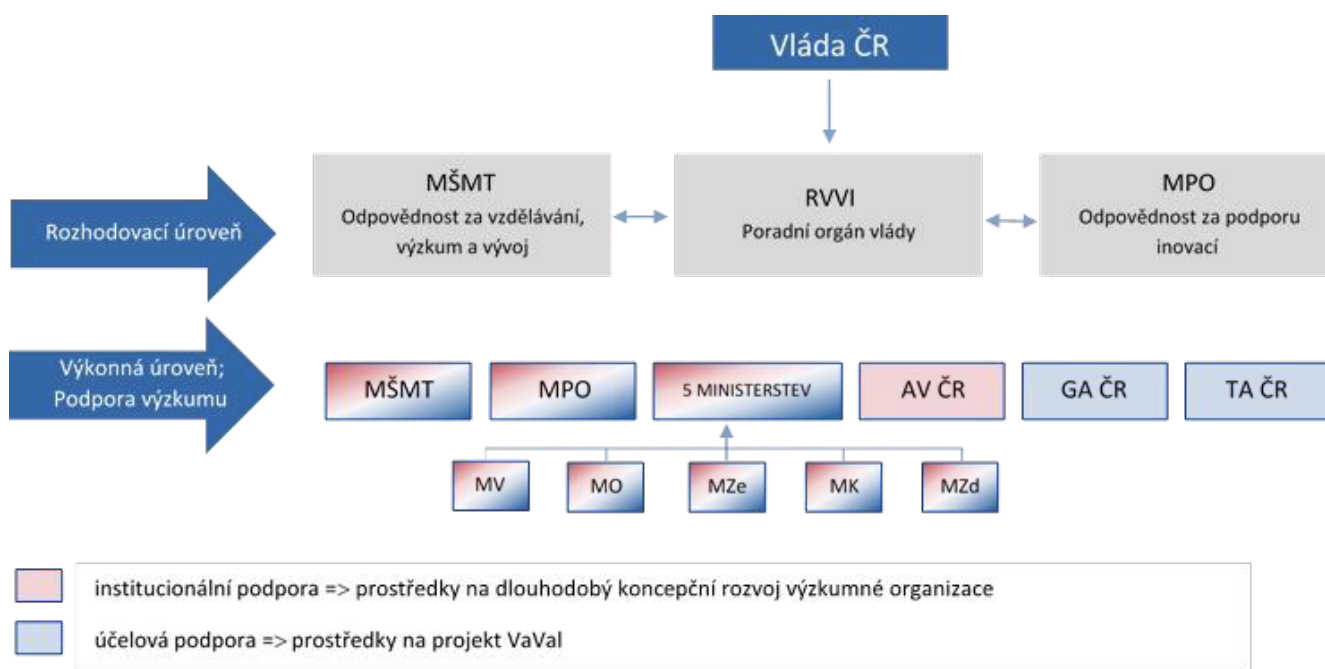 Vláda ČR
Rozhodovací úroveň
MŠMT
Odpovědnost za vzdělávání,
výzkum a vývoj
RVVI
Poradní orgán vlády
MPO
Odpovědnost za podporu
inovací
Výkonná úroveň;
Podpora výzkumu
MŠMT
MPO
5 MINISTERSTEV
AV ČR
GA ČR
TA ČR
MV
MO
MZe
MK
MZd
institucionální podpora => prostředky na dlouhodobý koncepční rozvoj výzkumné organizace
účelová podpora => prostředky na projekt VaVaI